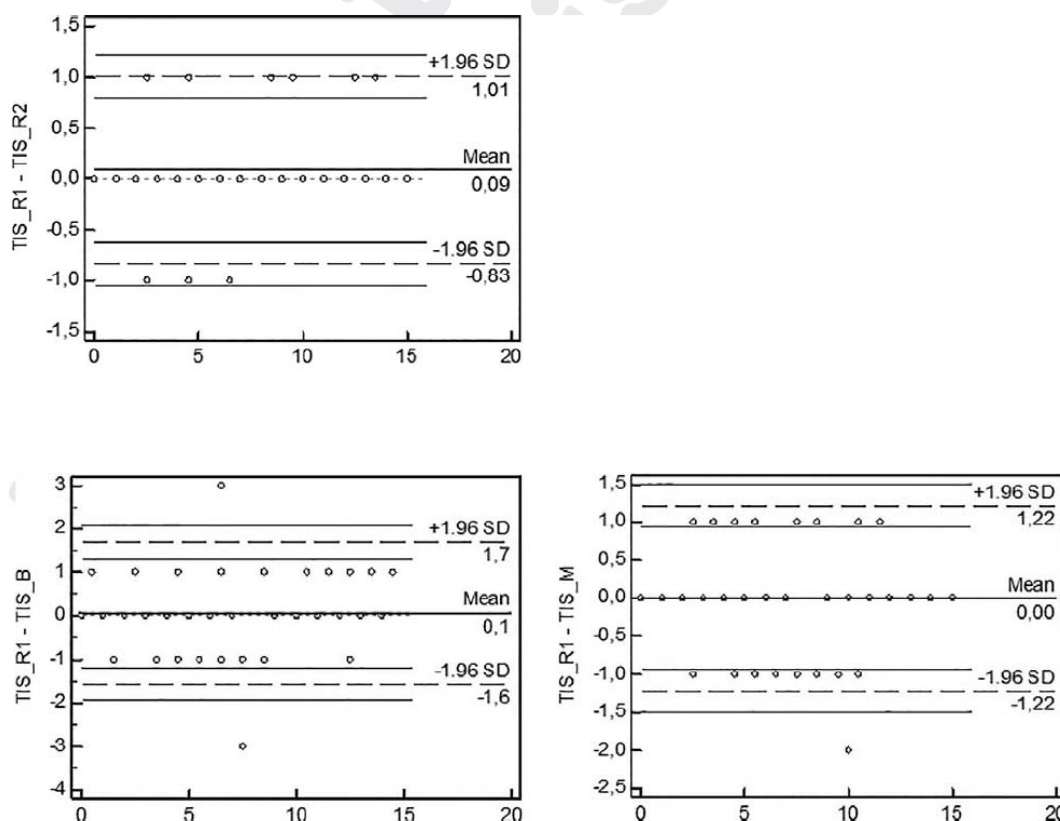 1,5
1,0
0,5
0,0
-0,5
-1,0
-1,5
TIS_R1 - TIS_R2
+1.96 SD
1,01
Mean
0,09
-1.96 SD
-0,83
0 5 10 15 20
3
2
1
0
-1
-2
-3
-4
TIS_R1 - TIS_B
+1.96 SD
1,7
Mean
0,1
-1.96 SD
-1,6
0 5 10 15 20
1,5
1,0
0,5
0,0
-0,5
-1,0
-1,5
-2,0
-2,5
TIS_R1 - TIS_M
+1.96 SD
1,22
Mean
0,00
-1.96 SD
-1,22
0 5 10 15 20